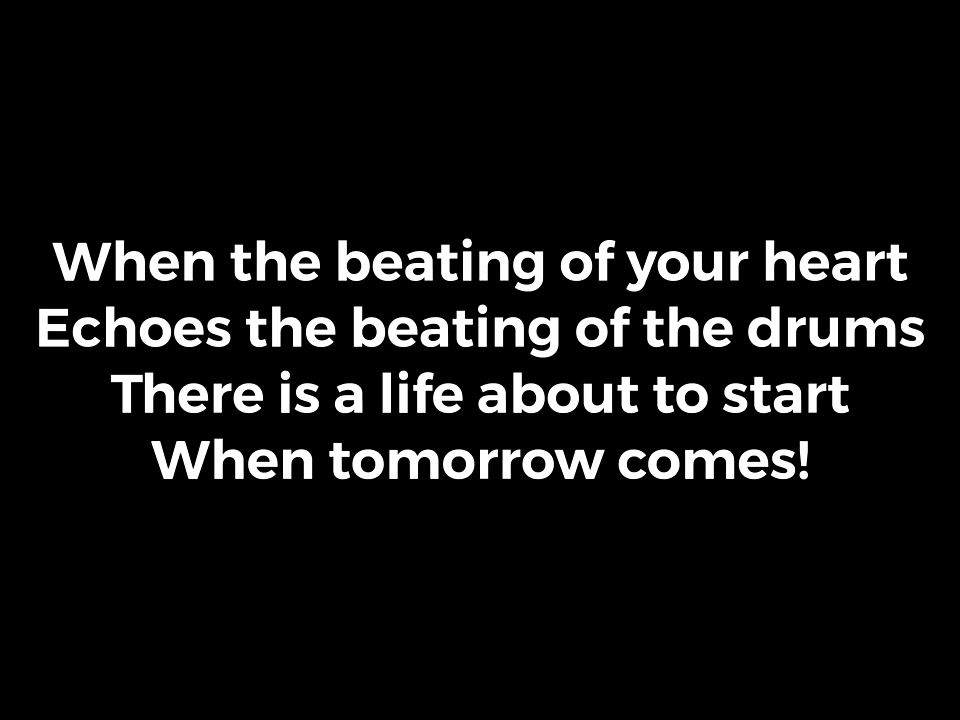 When the beating of your heart
Echoes the beating of the drums
There is a life about to start
When tomorrow comes!